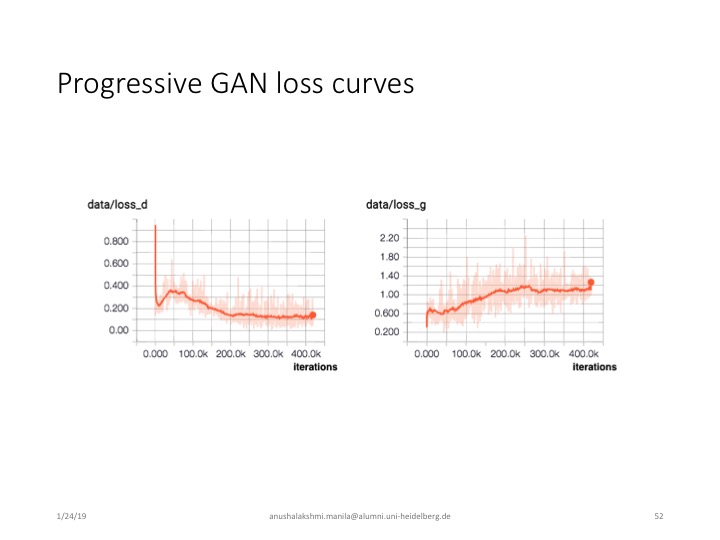 Progressive GAN loss curves
data/loss_d
0.800
0.600
0.400
0.200
0.00
0.000 100.0k 200.0k 300.0k 400.0k
iterations
data/loss_g
2.20
1.80
1.40
1.00
0.600
0.200
0.000 100.0k 200.0k 300.0k 400.0k
iterations
1/24/19 anushalakshmi.manila@alumni.uni-heidelberg.de 52